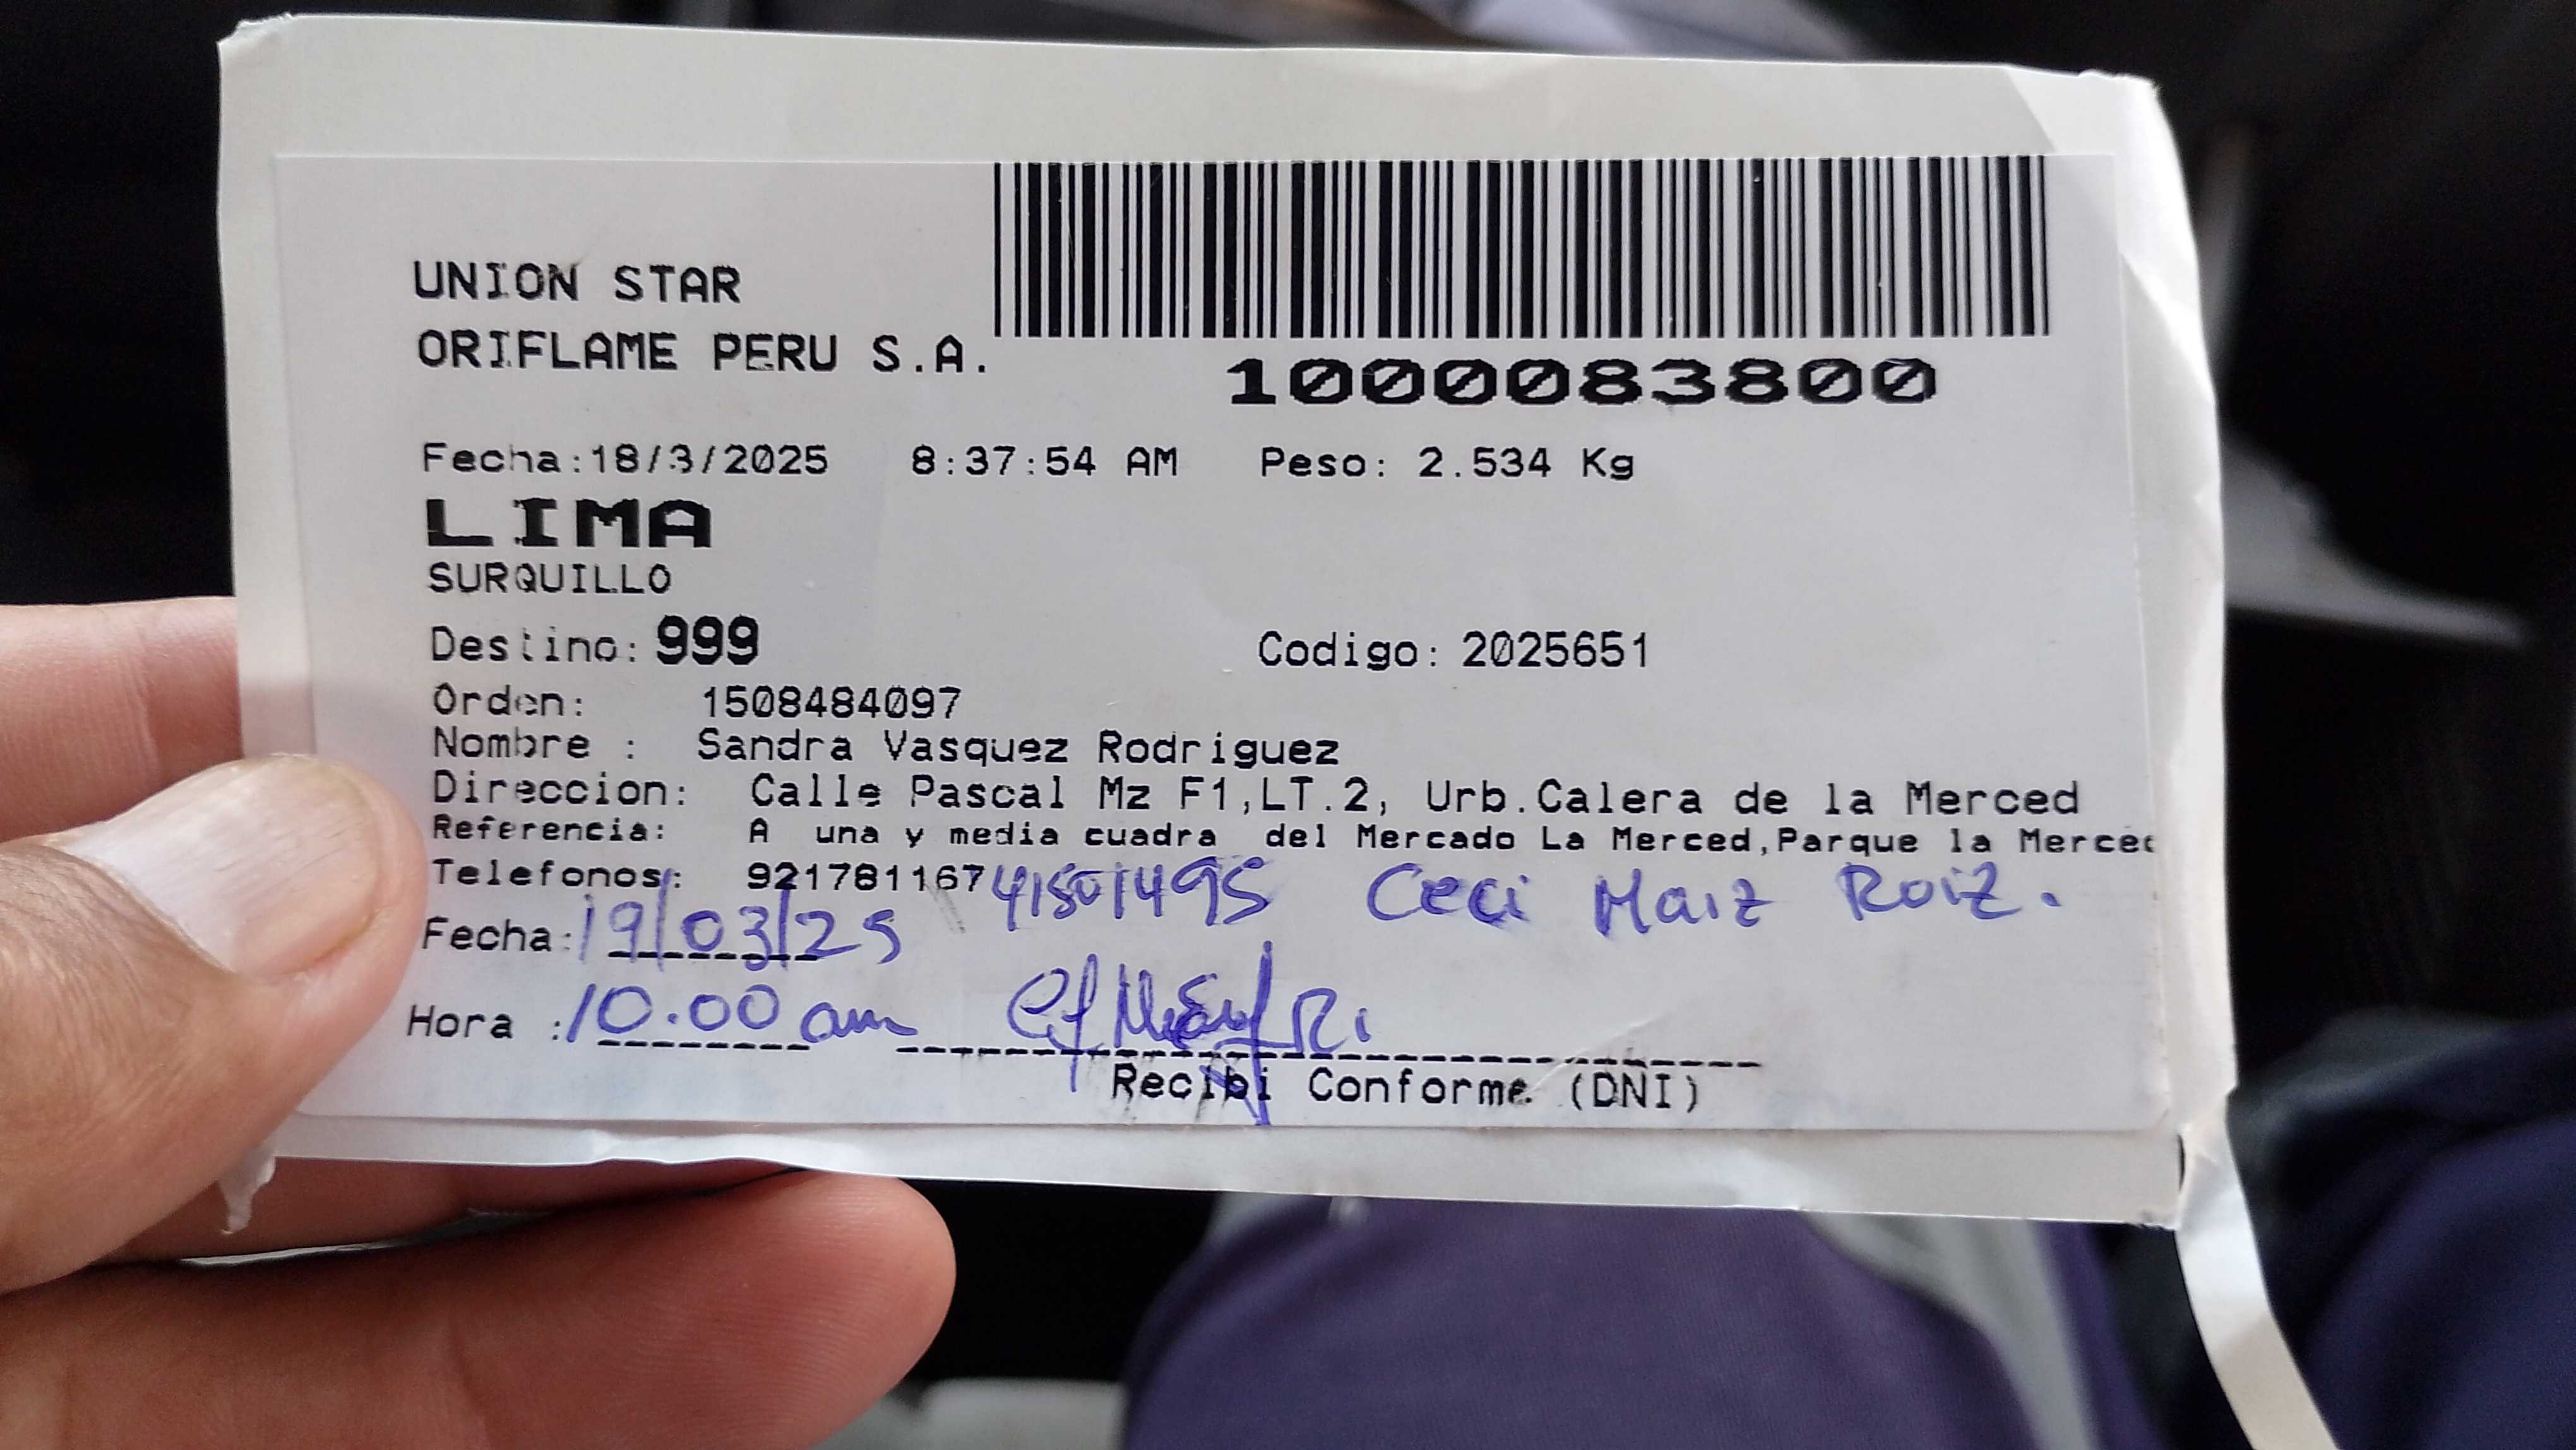 UNION STAR
ORIFLAME PERU S.A.
1000083800
Fecha:18/3/2025 8:37:54 AM Peso: 2.534 Kg
LIMA
SURQUILLO
Destino: 999 Codigo: 2025651
Orden: 1508484097
Nombre : Sandra Vasquez Rodriguez
Direccion: Calle Pascal Mz F1,LT.2, Urb.Calera de la Merced
Referencia: A una y media cuadra del Mercado La Merced,Parque la Merced
Telefonos: 921781167 41501495 Ceci Maiz Roiz.
Fecha: 19/03/25
Hora : 10.00 am
Recibi Conforme (DNI)